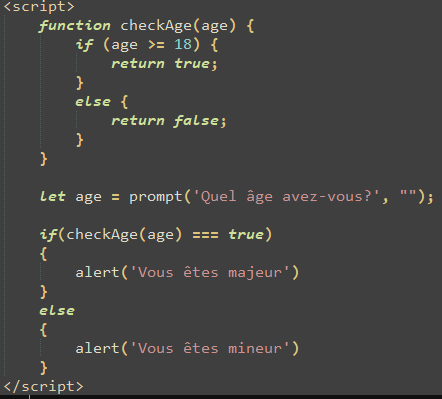 <script>
function checkAge(age) {
if (age >= 18) {
return true;
}
else {
return false;
}
}
let age = prompt('Quel âge avez-vous?', "");
if(checkAge(age) === true)
{
alert('Vous êtes majeur')
}
else
{
alert('Vous êtes mineur')
}
</script>